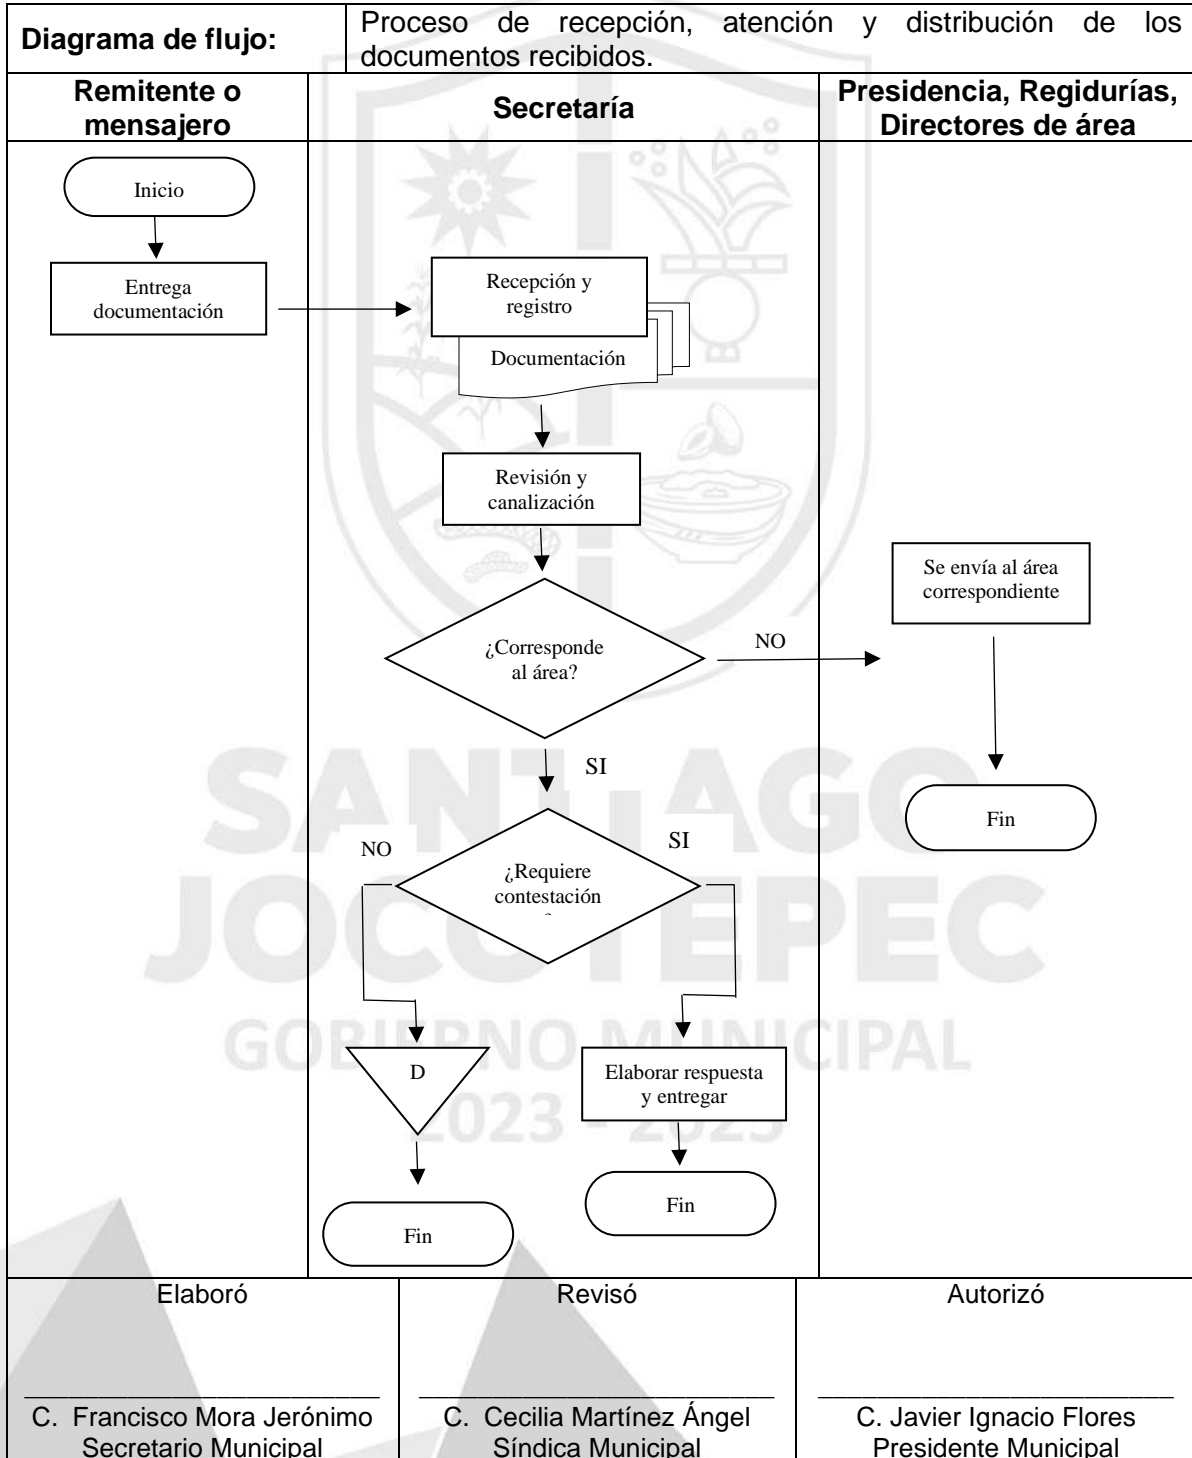 Diagrama de flujo:
Proceso de recepción, atención y distribución de los
documentos recibidos.
Remitente o
mensajero
Secretaría
Presidencia, Regidurías,
Directores de área
Inicio
Entrega
documentación
Recepción y
registro
Documentación
Revisión y
canalización
¿Corresponde
al área?
NO
Se envía al área
correspondiente
Fin
SI
¿Requiere
contestación
NO
SI
D
Elaborar respuesta
y entregar
Fin
Fin
SANTIAGO
JOCOTEPEC
GOBIERNO MUNICIPAL
2023 - 2025
Elaboró
Revisó
Autorizó
C. Francisco Mora Jerónimo
Secretario Municipal
C. Cecilia Martínez Ángel
Síndica Municipal
C. Javier Ignacio Flores
Presidente Municipal